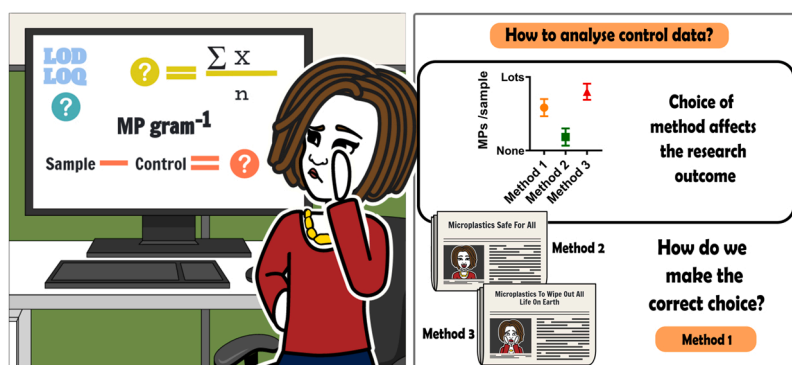 LOD
LOQ
?
? = ∑ x
n
MP gram-1
Sample — Control = ?
How to analyse control data?
MPs /sample
Lots
None
Method 1
Method 2
Method 3
Choice of
method affects
the research
outcome
Microplastics Safe For All
Method 2
Microplastics To Wipe Out All
Life On Earth
Method 3
How do we
make the
correct choice?
Method 1